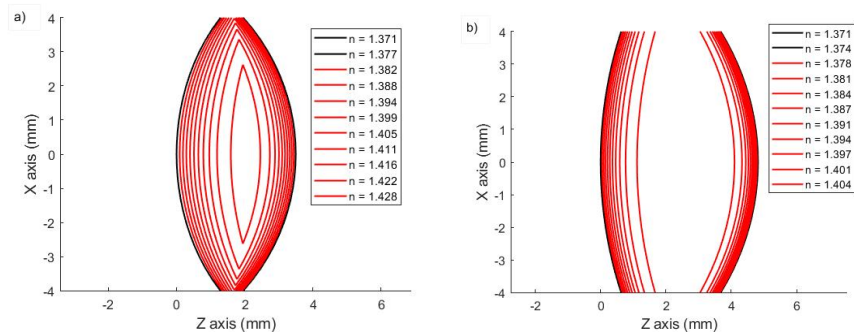 a)
4
3
2
1
0
-1
-2
-3
-4
X axis (mm)
-2
0
2
4
6
8
Z axis (mm)
n = 1.371
n = 1.377
n = 1.382
n = 1.388
n = 1.394
n = 1.399
n = 1.405
n = 1.411
n = 1.416
n = 1.422
n = 1.428
b)
4
3
2
1
0
-1
-2
-3
-4
X axis (mm)
-2
0
2
4
6
Z axis (mm)
n = 1.371
n = 1.374
n = 1.378
n = 1.381
n = 1.384
n = 1.387
n = 1.391
n = 1.394
n = 1.397
n = 1.401
n = 1.404